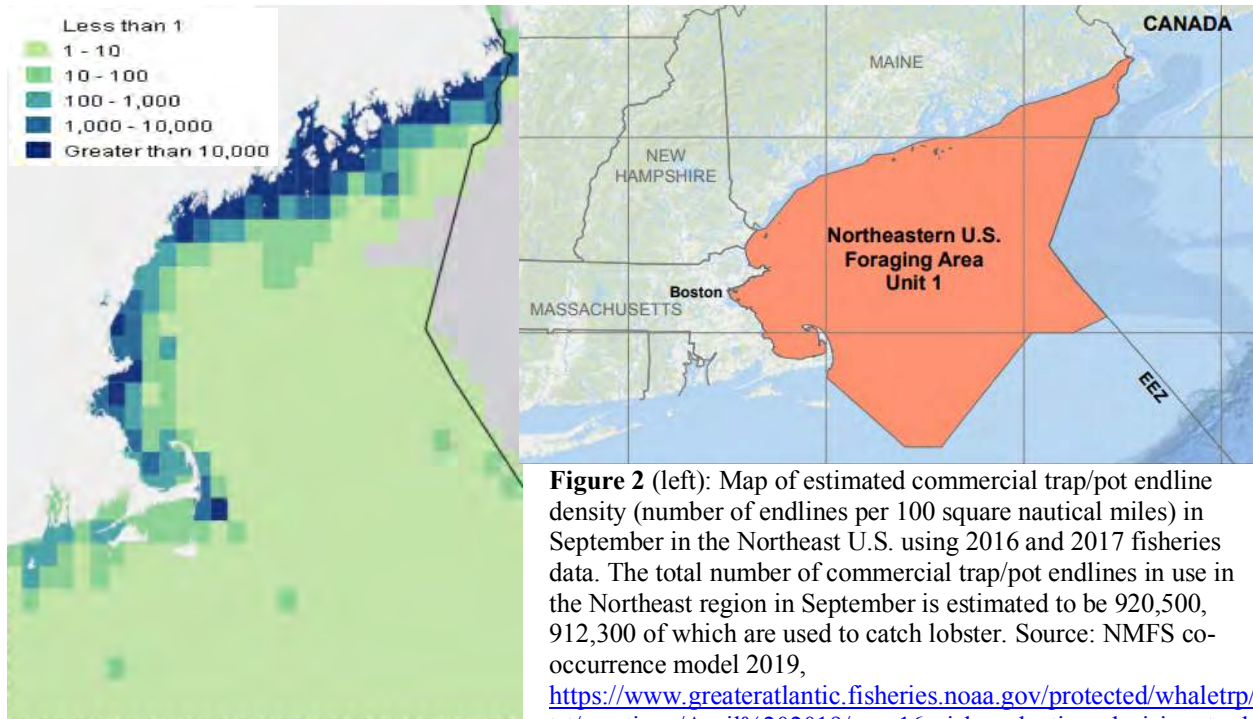 Less than 1
1 - 10
10 - 100
100 - 1,000
1,000 - 10,000
Greater than 10,000
CANADA
MAINE
NEW
HAMPSHIRE
Northeastern U.S.
Foraging Area
Unit 1
Boston
MASSACHUSETTS
EEZ
Figure 2 (left): Map of estimated commercial trap/pot endline
density (number of endlines per 100 square nautical miles) in
September in the Northeast U.S. using 2016 and 2017 fisheries
data. The total number of commercial trap/pot endlines in use in
the Northeast region in September is estimated to be 920,500,
912,300 of which are used to catch lobster. Source: NMFS co-
occurrence model 2019,
https://www.greateratlantic.fisheries.noaa.gov/protected/whaletrp/